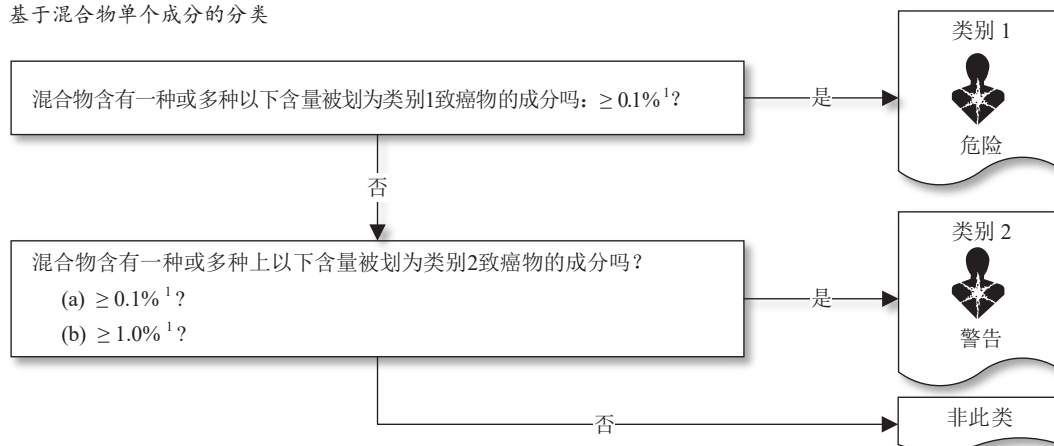 基于混合物单个成分的分类
类别 1
混合物含有一种或多种以下含量被划为类别1致癌物的成分吗：≥ 0.1% ¹？
是
危险
否
类别 2
混合物含有一种或多种上以下含量被划为类别2致癌物的成分吗？
(a) ≥ 0.1% ¹？
是
(b) ≥ 1.0% ¹？
警告
否
非此类